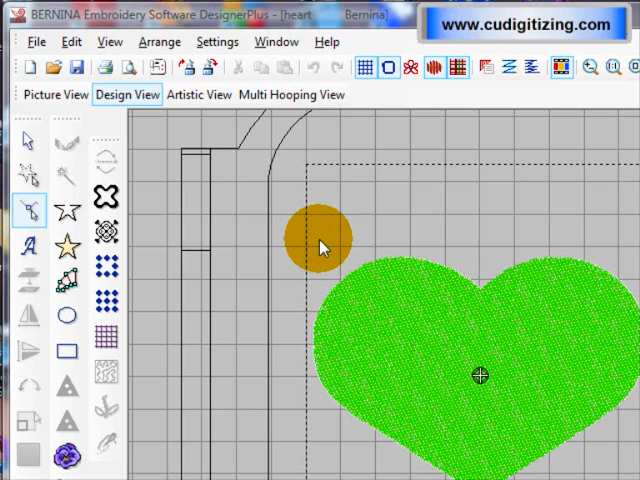 BERNINA Embroidery Software DesignerPlus - [heart Bernina]
www.cudigitizing.com
File Edit View Arrange Settings Window Help
Picture View Design View Artistic View Multi Hooping View
A